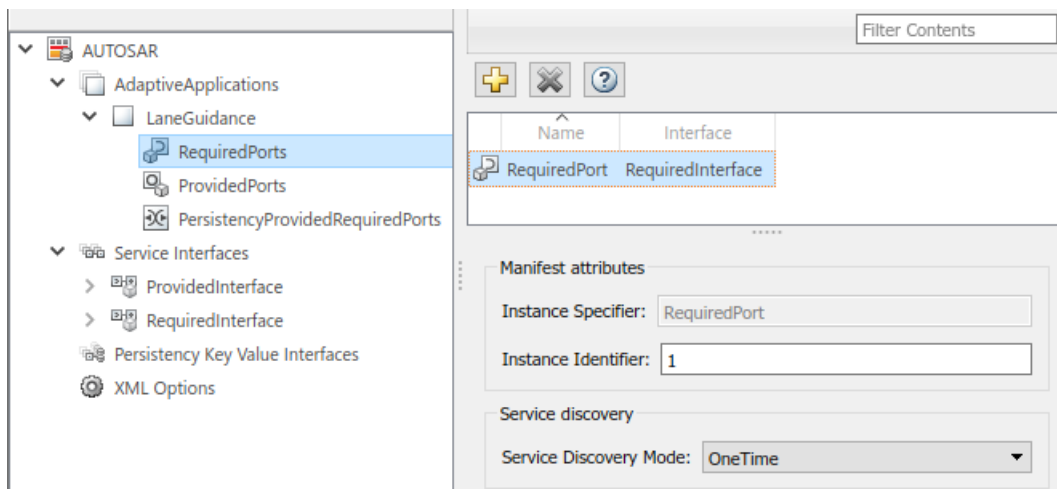 Filter Contents
AUTOSAR
AdaptiveApplications
LaneGuidance
RequiredPorts
ProvidedPorts
PersistencyProvidedRequiredPorts
Service Interfaces
ProvidedInterface
RequiredInterface
Persistency Key Value Interfaces
XML Options
Name Interface
RequiredPort RequiredInterface
Manifest attributes
Instance Specifier: RequiredPort
Instance Identifier: 1
Service discovery
Service Discovery Mode: OneTime